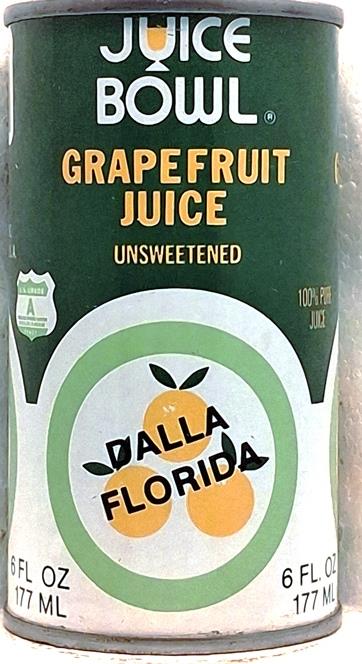 JUICE
BOWL®
GRAPEFRUIT
JUICE
UNSWEETENED
A
100% PURE
JUICE
DALLA
FLORIDA
6 FL OZ
177 ML
6 FL. OZ
177 ML